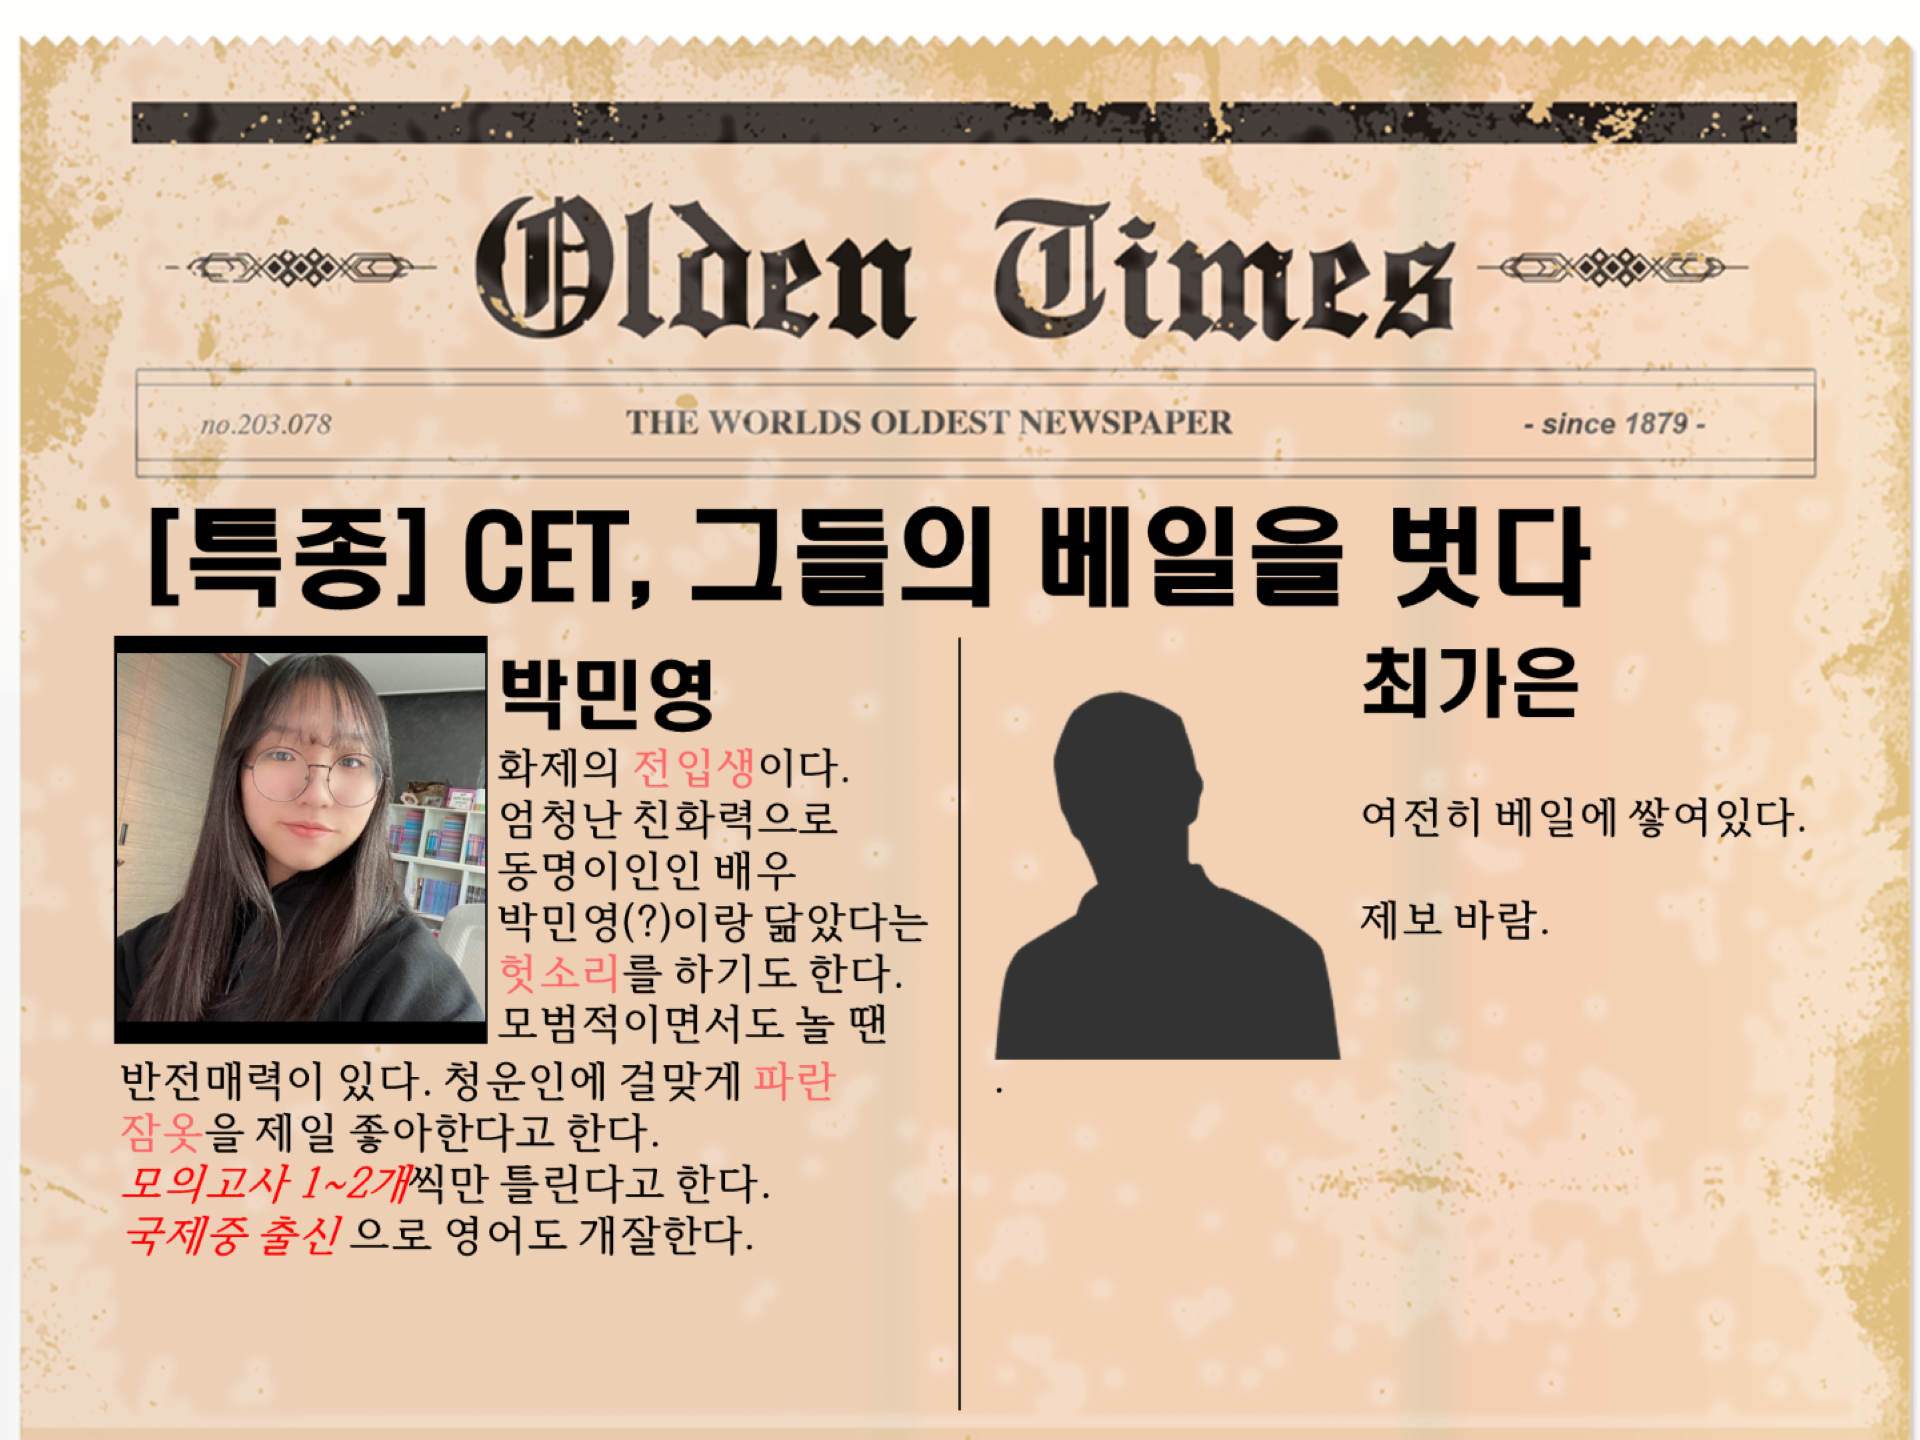 Olden Times
no.203.078
THE WORLDS OLDEST NEWSPAPER
- since 1879 -
[특종] CET, 그들의 베일을 벗다
박민영
화제의 전입생이다.
엄청난 친화력으로
동명이인인 배우
박민영(?)이랑 닮았다는
헛소리를 하기도 한다.
모범적이면서도 놀 땐
반전매력이 있다. 청운인에 걸맞게 파란
잠옷을 제일 좋아한다고 한다.
모의고사 1~2개씩만 틀린다고 한다.
국제중 출신 으로 영어도 개잘한다.
최가은
여전히 베일에 쌓여있다.
제보 바람.
.